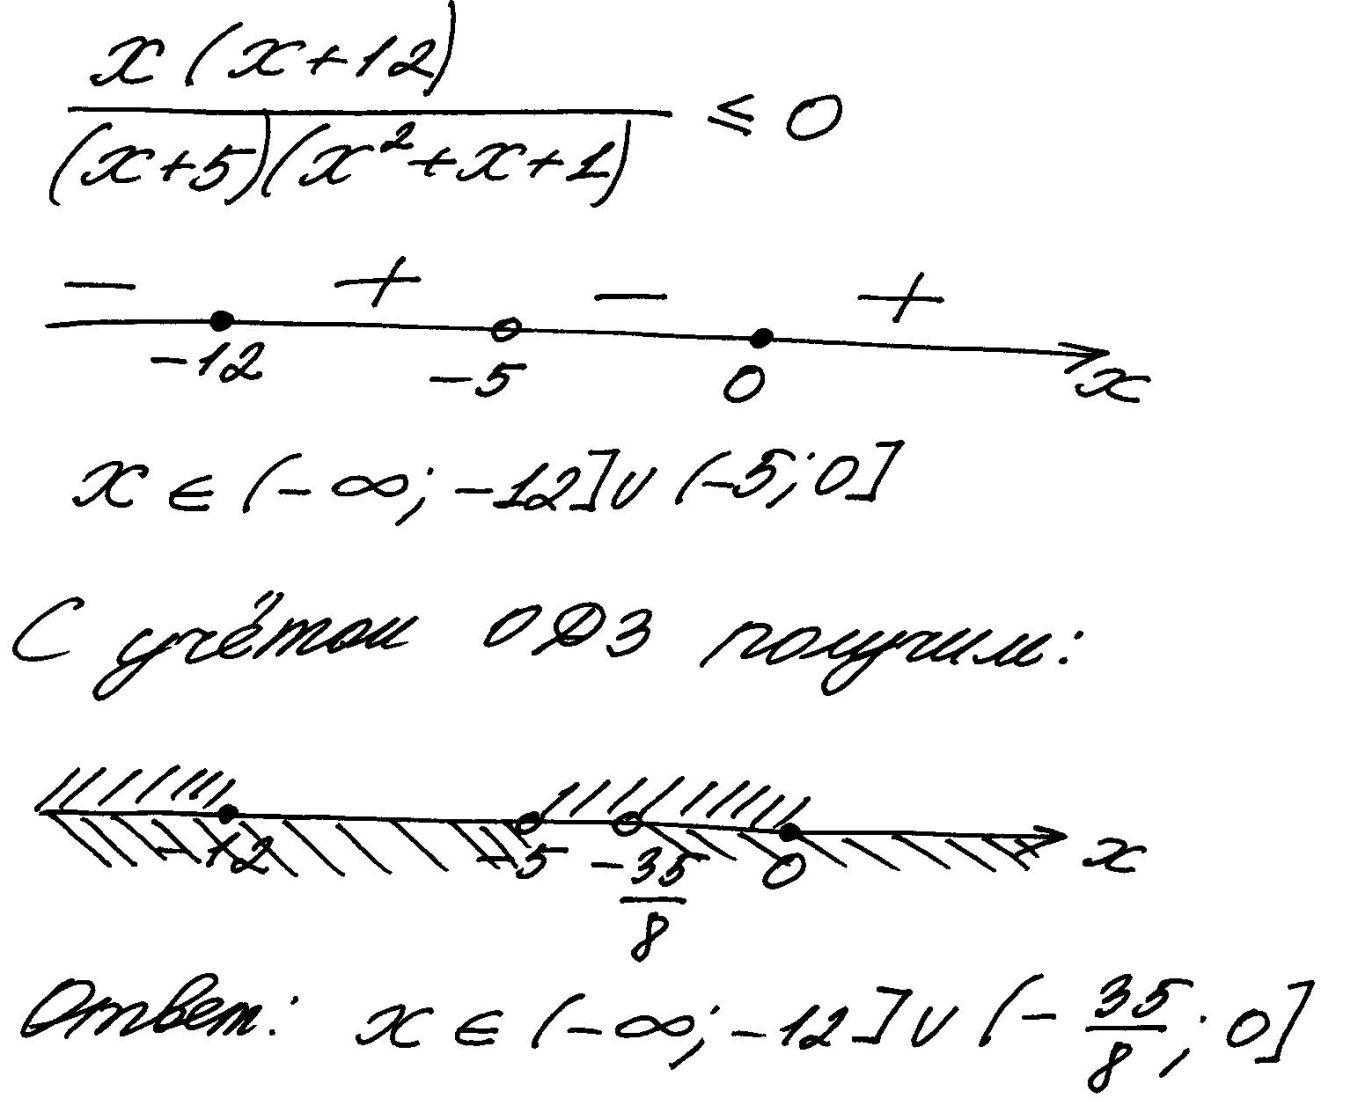 x(x+12)
(x+5)(x²+x+1) ≤ 0
− + − +
-12 -5 0 x
x ∈ (-∞; -12] ∪ (-5; 0]
С учётом ОДЗ получим:
-12 -5 -35/8 0 x
Ответ: x ∈ (-∞; -12] ∪ (-35/8; 0]